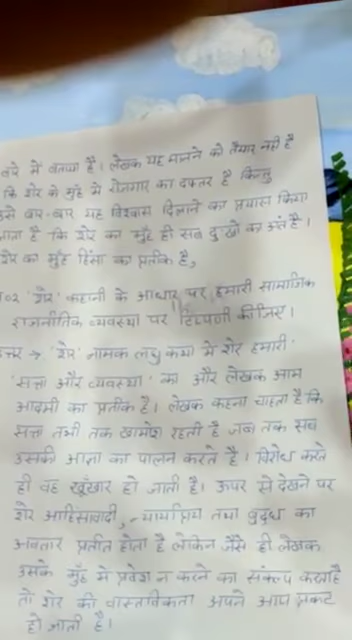 बारे में बताया है। लेखक यह मानने को तैयार नहीं है
कि शेर के मुँह में रोजगार का दफ्तर है किन्तु
उसे बार-बार यह विश्वास दिलाने का प्रयास किया
जाता है कि शेर का मुँह ही सब दुःखों का अंत है।
शेर का मुँह हिंसा का प्रतीक है,
प्र०२ 'शेर' कहानी के आधार पर हमारी सामाजिक
राजनीतिक व्यवस्था पर टिप्पणी कीजिए।
उत्तर → 'शेर' नामक लघु कथा में शेर हमारी
'सत्ता और व्यवस्था' का और लेखक आम
आदमी का प्रतीक है। लेखक कहना चाहता है कि
सत्ता तभी तक खामोश रहती है जब तक सब
उसकी आज्ञा का पालन करते है। विरोध करते
ही वह खूँखार हो जाती है। ऊपर से देखने पर
शेर अहिंसावादी, न्यायप्रिय तथा बुद्ध का
अवतार प्रतीत होता है लेकिन जैसे ही लेखक
उसके मुँह में प्रवेश न करने का संकल्प करता है
तो शेर की वास्तविकता अपने आप प्रकट
हो जाती है।